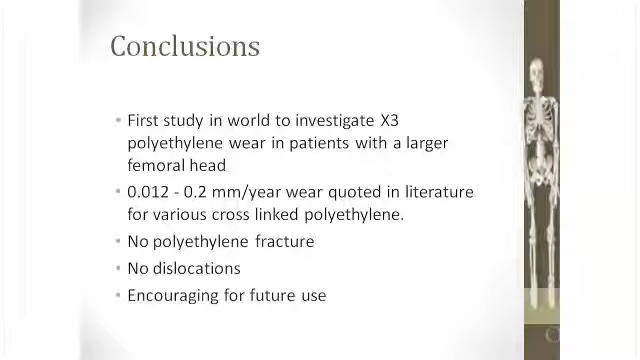 Conclusions
• First study in world to investigate X3
polyethylene wear in patients with a larger
femoral head
• 0.012 - 0.2 mm/year wear quoted in literature
for various cross linked polyethylene.
• No polyethylene fracture
• No dislocations
• Encouraging for future use